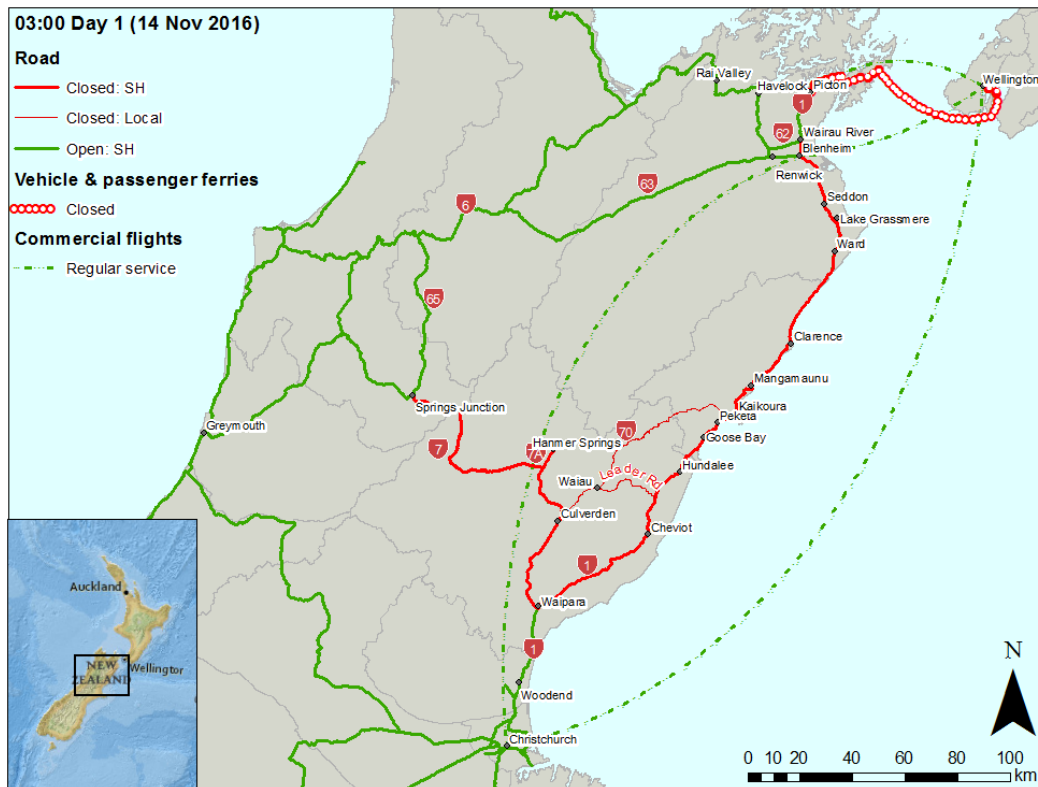 03:00 Day 1 (14 Nov 2016)
Road
Closed: SH
Closed: Local
Open: SH
Vehicle & passenger ferries
Closed
Commercial flights
Regular service
Rai Valley
Havelock
Picton
Wellington
1
62
Wairau River
Blenheim
Renwick
63
6
Seddon
Lake Grassmere
Ward
65
Clarence
Mangamaunu
Springs Junction
Kaikoura
Peketa
Greymouth
70
Goose Bay
7
7A
Hanmer Springs
Hundalee
Waiau
Leader Rd
Culverden
Cheviot
1
Waipara
1
Woodend
Christchurch
Auckland
Wellingtor
NEW
ZEALAND
N
0 10 20 40 60 80 100
km